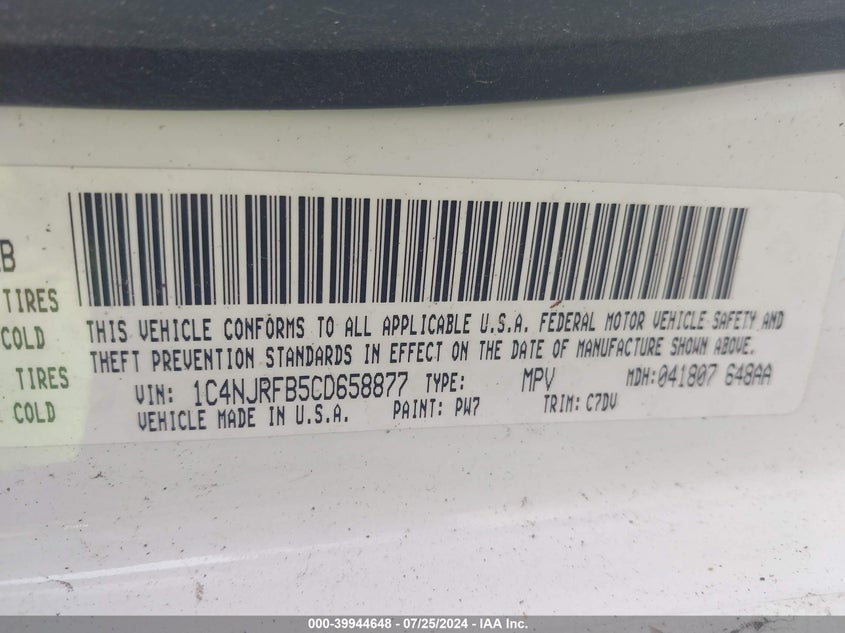 B
TIRES
COLD
TIRES
COLD
THIS VEHICLE CONFORMS TO ALL APPLICABLE U.S.A. FEDERAL MOTOR VEHICLE SAFETY AND
THEFT PREVENTION STANDARDS IN EFFECT ON THE DATE OF MANUFACTURE SHOWN ABOVE.
VIN: 1C4NJRFB5CD658877 TYPE: MPV MDH:041807 648AA
VEHICLE MADE IN U.S.A. PAINT: PW7 TRIM: C7DV
000-39944648 - 07/25/2024 - IAA Inc.